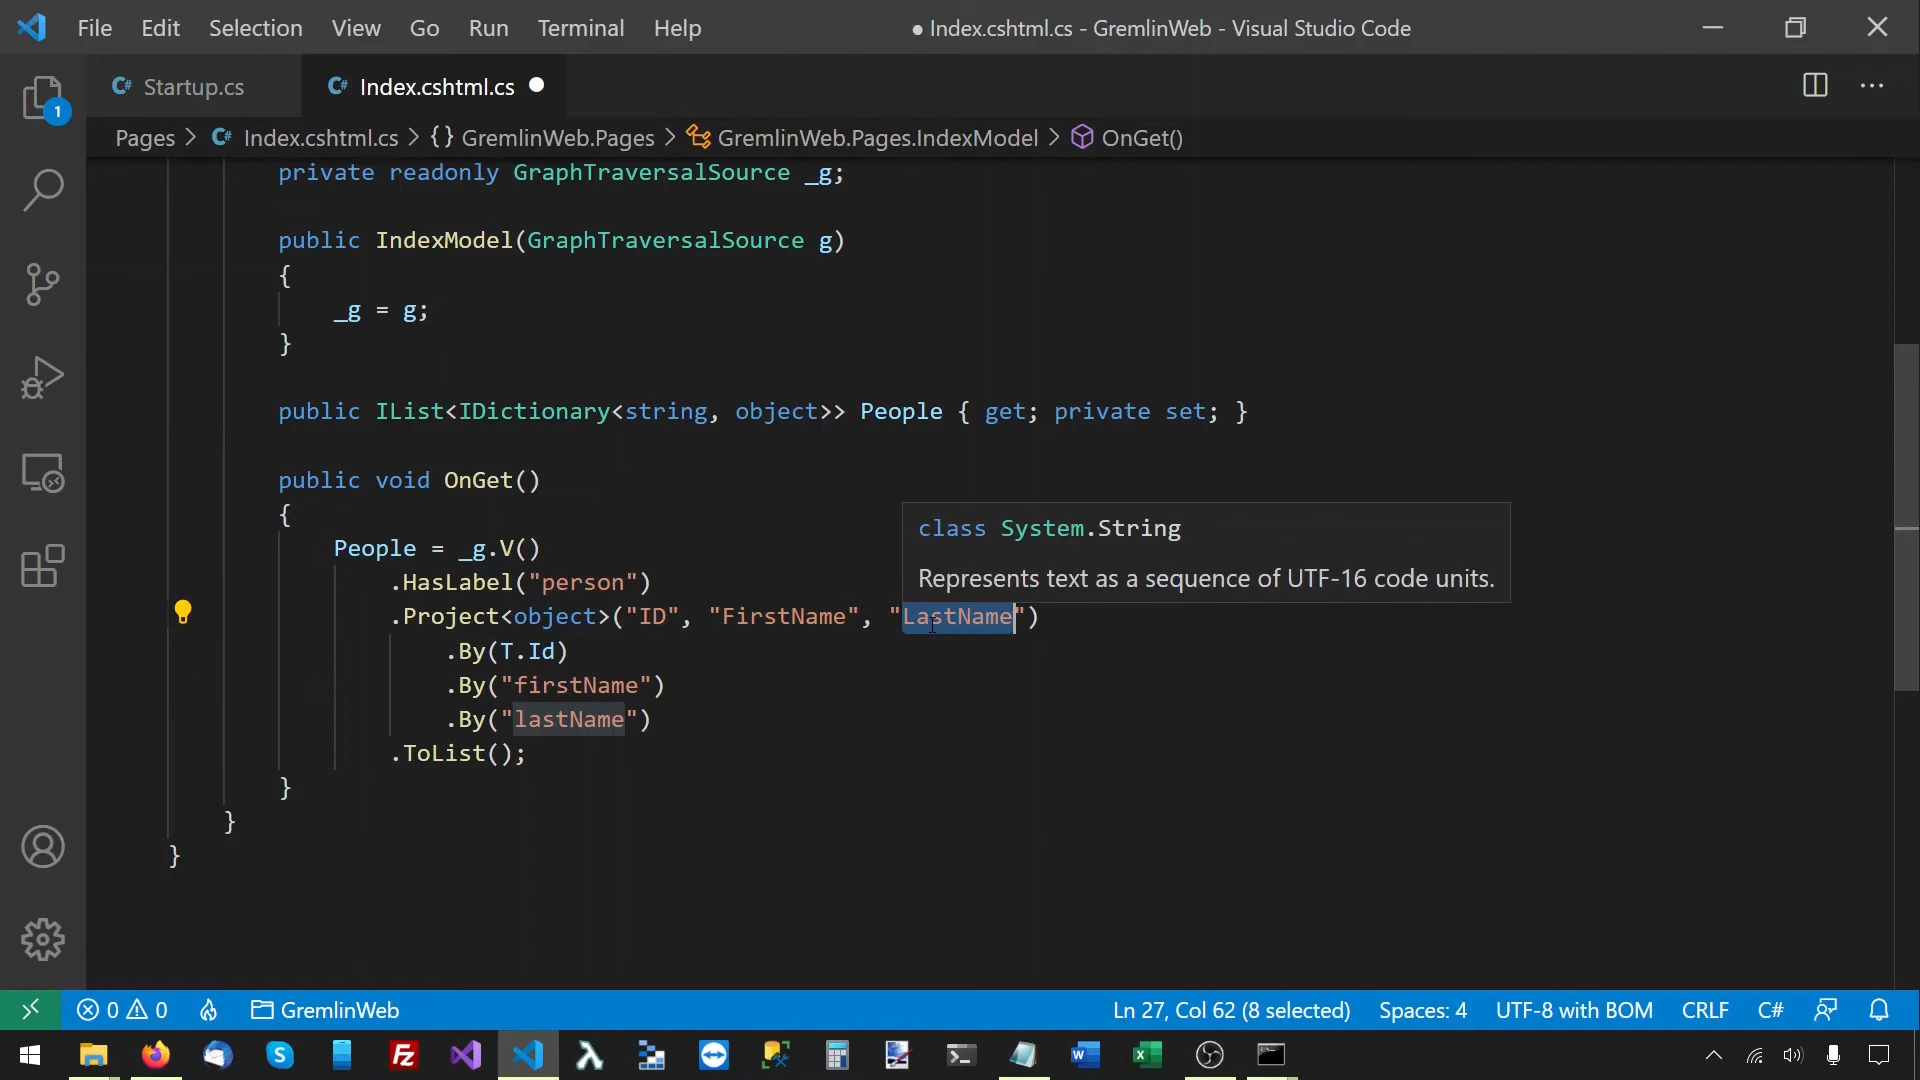 File Edit Selection View Go Run Terminal Help
● Index.cshtml.cs - GremlinWeb - Visual Studio Code
1
C# Startup.cs
C# Index.cshtml.cs
Pages > C# Index.cshtml.cs > {} GremlinWeb.Pages > GremlinWeb.Pages.IndexModel > OnGet()
private readonly GraphTraversalSource _g;
public IndexModel(GraphTraversalSource g)
{
_g = g;
}
public IList<IDictionary<string, object>> People { get; private set; }
public void OnGet()
{
class System.String
People = _g.V()
Represents text as a sequence of UTF-16 code units.
.HasLabel("person")
.Project<object>("ID", "FirstName", "LastName")
.By(T.Id)
.By("firstName")
.By("lastName")
.ToList();
}
}
}
0 0 GremlinWeb
Ln 27, Col 62 (8 selected) Spaces: 4 UTF-8 with BOM CRLF C#